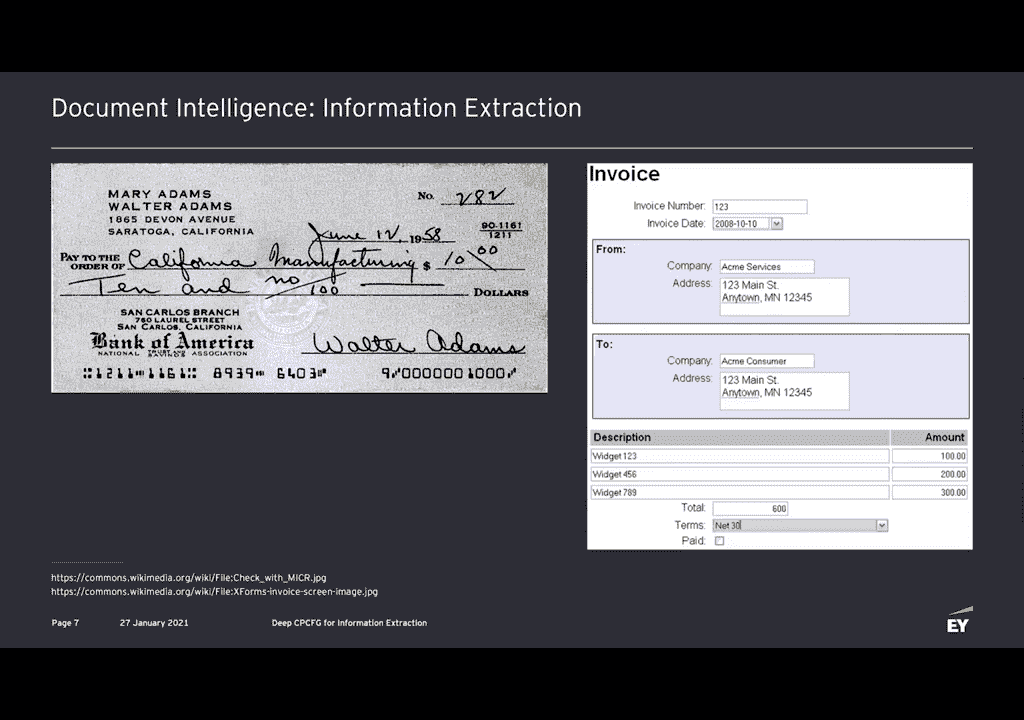 Document Intelligence: Information Extraction
MARY ADAMS
WALTER ADAMS
1865 DEVON AVENUE
SARATOGA, CALIFORNIA
No. 282
June 12, 1958
90-1161
1211
PAY TO THE
ORDER OF California Manufacturing $ 10 00
Ten and no/100 DOLLARS
SAN CARLOS BRANCH
760 LAUREL STREET
SAN CARLOS, CALIFORNIA
Bank of America
NATIONAL TRUST AND SAVINGS ASSOCIATION
Walter Adams
⑆1211⑉1161⑆ 8939⑉ 6403⑈ ⑇0000001000⑇
Invoice
Invoice Number: 123
Invoice Date: 2008-10-10
From:
Company: Acme Services
Address: 123 Main St.
Anytown, MN 12345
To:
Company: Acme Consumer
Address: 123 Main St.
Anytown, MN 12345
Description Amount
Widget 123 100.00
Widget 456 200.00
Widget 789 300.00
Total: 600
Terms: Net 30
Paid:
https://commons.wikimedia.org/wiki/File:Check_with_MICR.jpg
https://commons.wikimedia.org/wiki/File:XForms-invoice-screen-image.jpg
Page 7 27 January 2021 Deep CPCFG for Information Extraction
EY